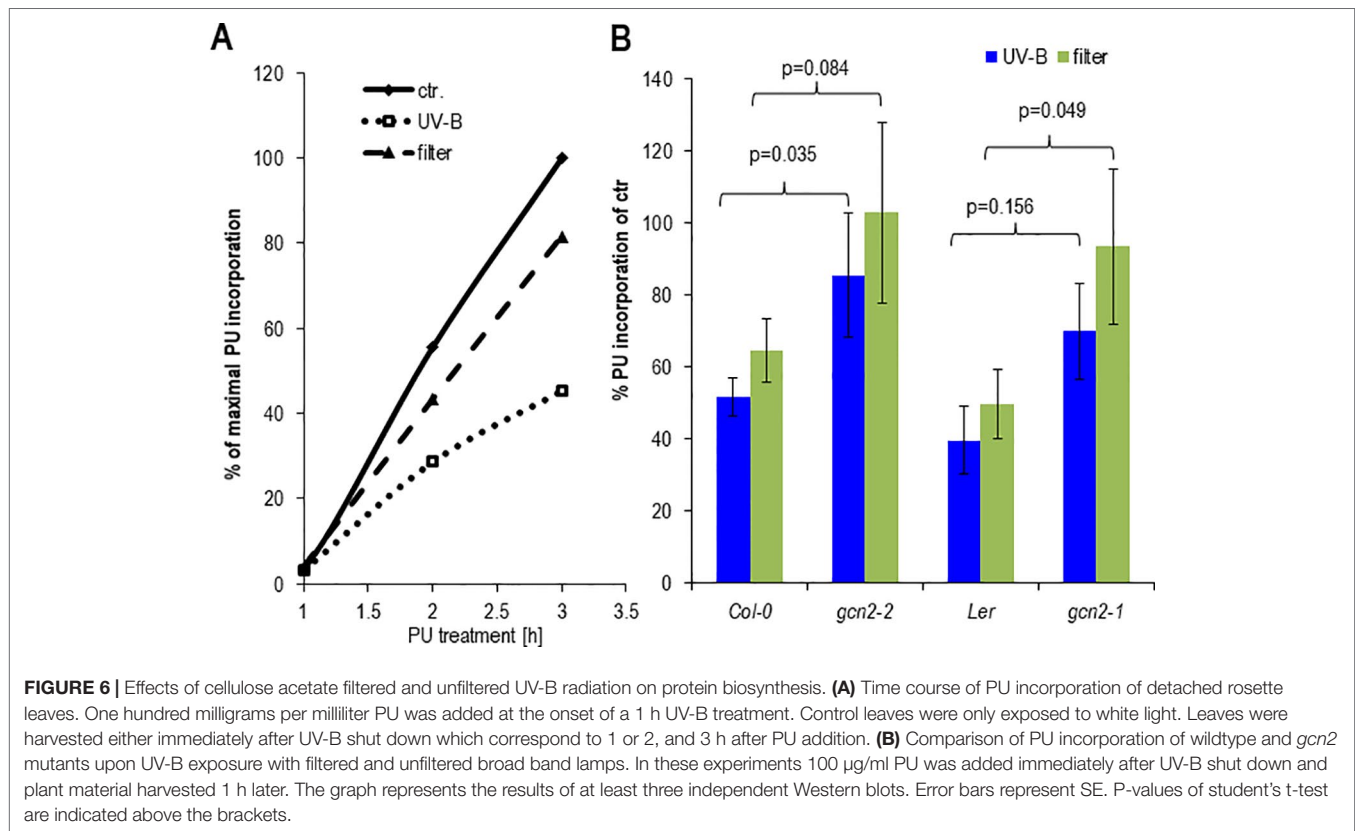 A
120
100
80
60
40
20
0
% of maximal PU incorporation
ctr.
UV-B
filter
1
1.5
2
2.5
3
3.5
PU treatment [h]
B
UV-B
filter
140
120
100
80
60
40
20
0
% PU incorporation of ctr
p=0.084
p=0.035
p=0.049
p=0.156
Col-0
gcn2-2
Ler
gcn2-1
FIGURE 6 | Effects of cellulose acetate filtered and unfiltered UV-B radiation on protein biosynthesis. (A) Time course of PU incorporation of detached rosette
leaves. One hundred milligrams per milliliter PU was added at the onset of a 1 h UV-B treatment. Control leaves were only exposed to white light. Leaves were
harvested either immediately after UV-B shut down which correspond to 1 or 2, and 3 h after PU addition. (B) Comparison of PU incorporation of wildtype and gcn2
mutants upon UV-B exposure with filtered and unfiltered broad band lamps. In these experiments 100 µg/ml PU was added immediately after UV-B shut down and
plant material harvested 1 h later. The graph represents the results of at least three independent Western blots. Error bars represent SE. P-values of student's t-test
are indicated above the brackets.